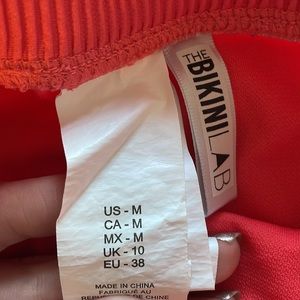 THE
BIKINI LAB
US - M
CA - M
MX - M
UK - 10
EU - 38
MADE IN CHINA
FABRIQUÉ AU